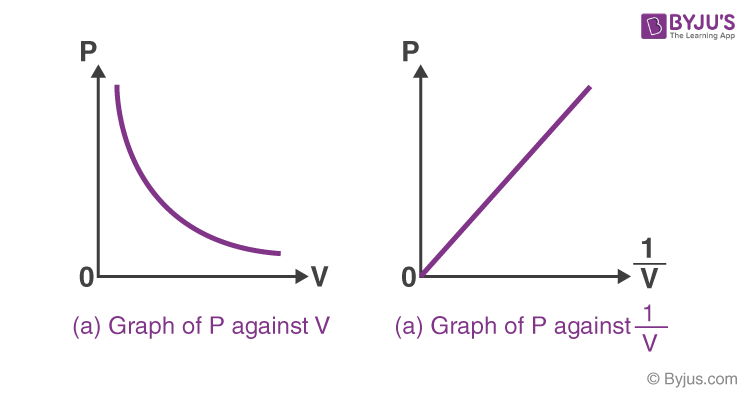 BYJU'S
The Learning App
P
0
V
(a) Graph of P against V
P
0
1
V
(a) Graph of P against 1
V
© Byjus.com